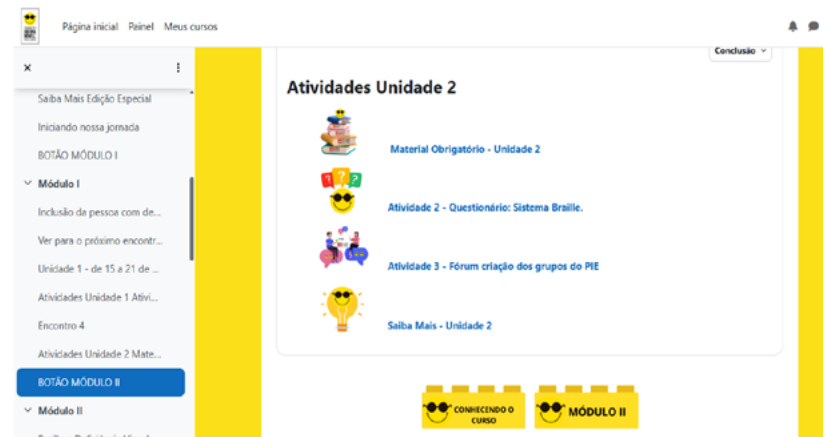 Página inicial Painel Meus cursos
Conclusão
Saiba Mais Edição Especial
Iniciando nossa jornada
BOTÃO MÓDULO I
Módulo I
Inclusão da pessoa com de...
Ver para o próximo encontr...
Unidade 1 - de 15 a 21 de ...
Atividades Unidade 1 Ativi...
Encontro 4
Atividades Unidade 2 Mate...
BOTÃO MÓDULO II
Módulo II
Atividades Unidade 2
Material Obrigatório - Unidade 2
Atividade 2 - Questionário: Sistema Braille.
Atividade 3 - Fórum criação dos grupos do PIE
Saiba Mais - Unidade 2
CONHECENDO O
CURSO
MÓDULO II